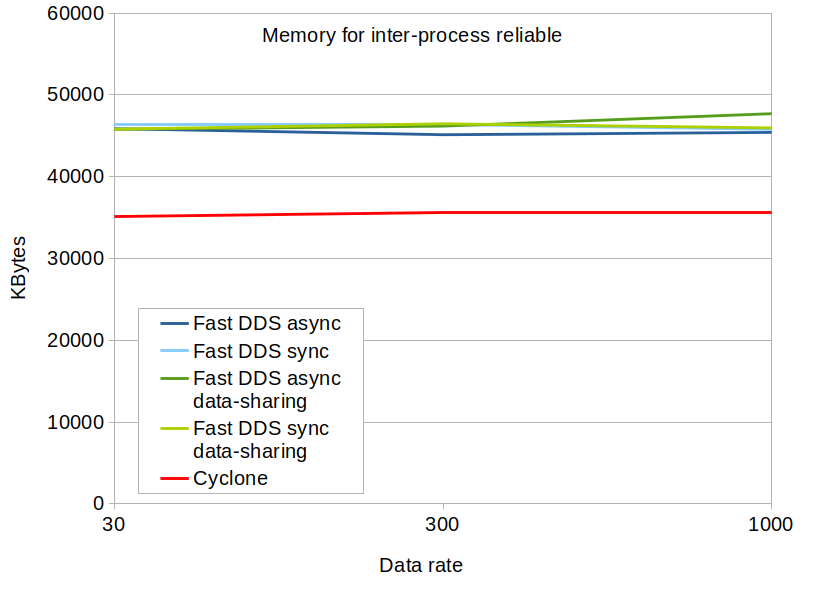 Memory for inter-process reliable
60000
50000
40000
30000
20000
10000
0
KBytes
Fast DDS async
Fast DDS sync
Fast DDS async
data-sharing
Fast DDS sync
data-sharing
Cyclone
30
300
1000
Data rate